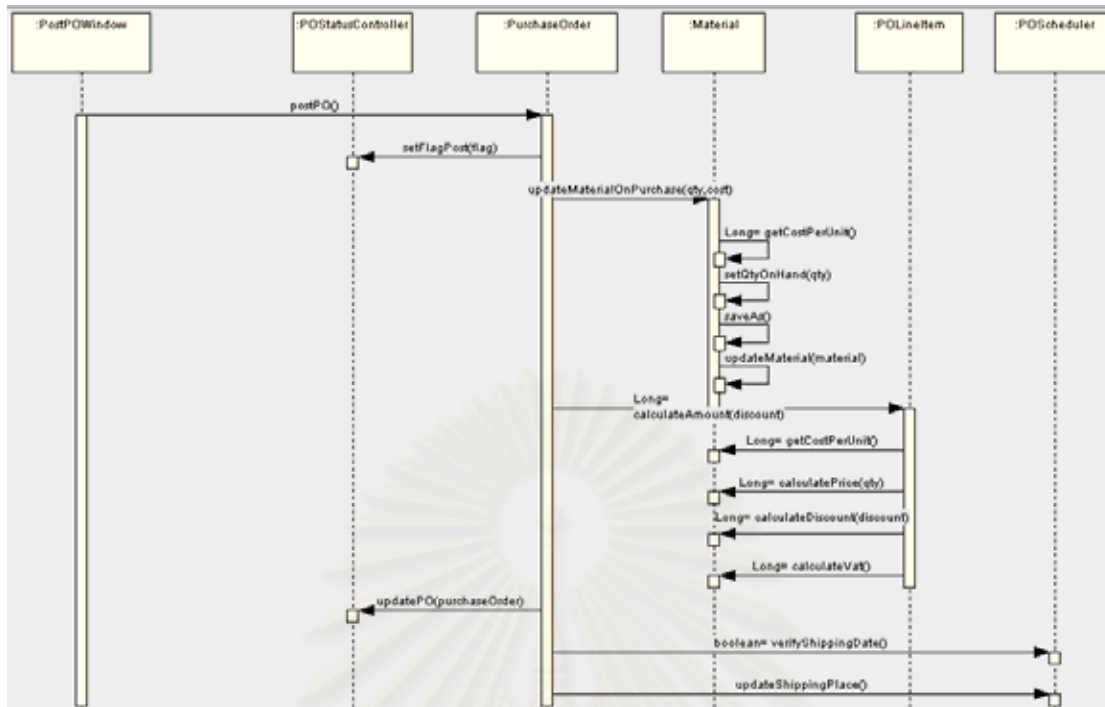 :PostPOWindow :POStatusController :PurchaseOrder :Material :POLineItem :POScheduler
postPO()
setFlagPost(flag)
updateMaterialOnPurchase(qty,cost)
Long= getCostPerUnit()
setQtyOnHand(qty)
saveAs()
updateMaterial(material)
Long=
calculateAmount(discount)
Long= getCostPerUnit()
Long= calculatePrice(qty)
Long= calculateDiscount(discount)
Long= calculateVat()
updatePO(purchaseOrder)
boolean= verifyShippingDate()
updateShippingPlace()